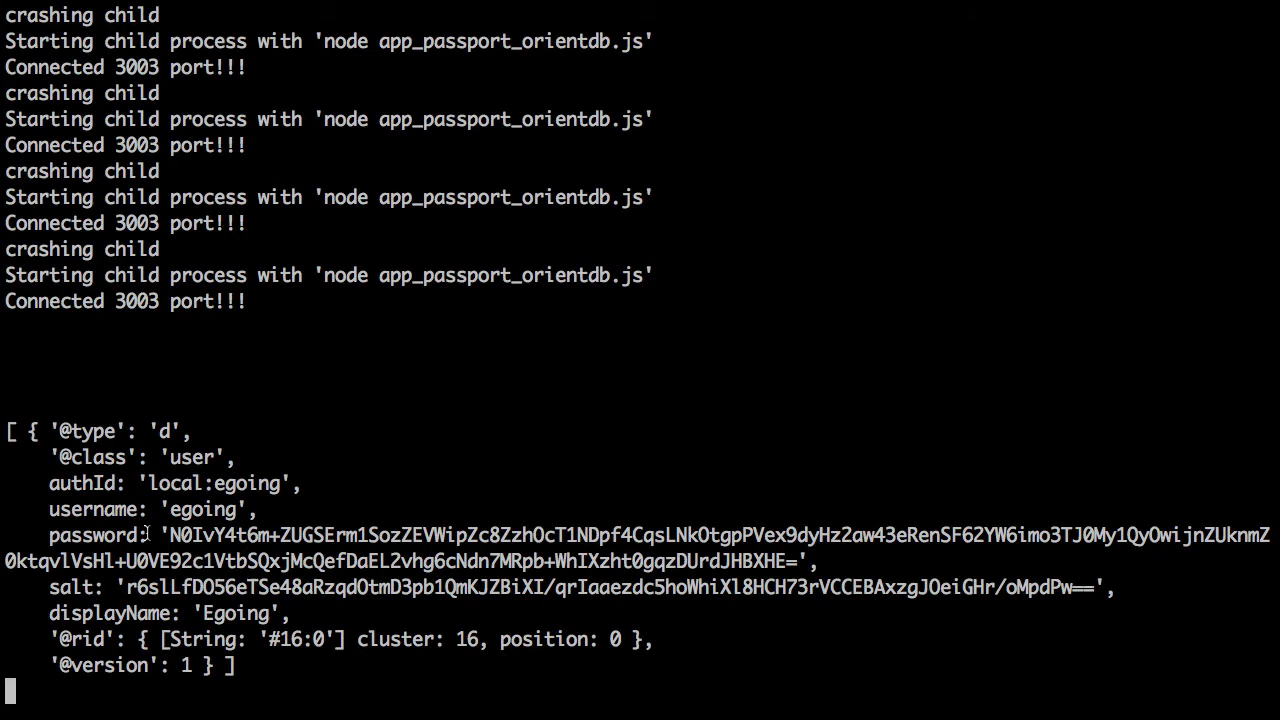 crashing child
Starting child process with 'node app_passport_orientdb.js'
Connected 3003 port!!!
crashing child
Starting child process with 'node app_passport_orientdb.js'
Connected 3003 port!!!
crashing child
Starting child process with 'node app_passport_orientdb.js'
Connected 3003 port!!!
crashing child
Starting child process with 'node app_passport_orientdb.js'
Connected 3003 port!!!
[ { '@type': 'd',
'@class': 'user',
authId: 'local:egoing',
username: 'egoing',
password: 'N0IvY4t6m+ZUGSErm1SozZEVWipZc8ZzhOcT1NDpf4CqsLNkOtgpPVex9dyHz2aw43eRenSF62YW6imo3TJ0My1QyOwijnZUknmZ
0ktqvlVsHl+U0VE92c1VtbSQxjMcQefDaEL2vhg6cNdn7MRpb+WhIXzht0gqzDUrdJHBXHE=',
salt: 'r6slLfDO56eTSe48aRzqdOtmD3pb1QmKJZBiXI/qrIaaezdc5hoWhiXl8HCH73rVCCEBAxzgJOeiGHr/oMpdPw==',
displayName: 'Egoing',
'@rid': { [String: '#16:0'] cluster: 16, position: 0 },
'@version': 1 } ]